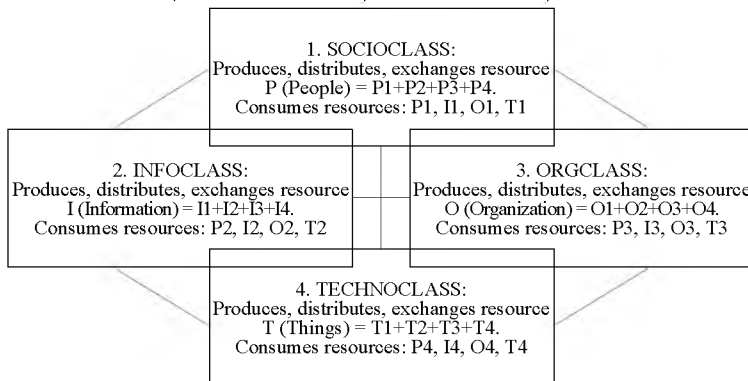 1. SOCIOCLASS:
Produces, distributes, exchanges resource
P (People) = P1+P2+P3+P4.
Consumes resources: P1, I1, O1, T1
2. INFOCLASS:
Produces, distributes, exchanges resource
I (Information) = I1+I2+I3+I4.
Consumes resources: P2, I2, O2, T2
3. ORGCLASS:
Produces, distributes, exchanges resource
O (Organization) = O1+O2+O3+O4.
Consumes resources: P3, I3, O3, T3
4. TECHNOCLASS:
Produces, distributes, exchanges resource
T (Things) = T1+T2+T3+T4.
Consumes resources: P4, I4, O4, T4